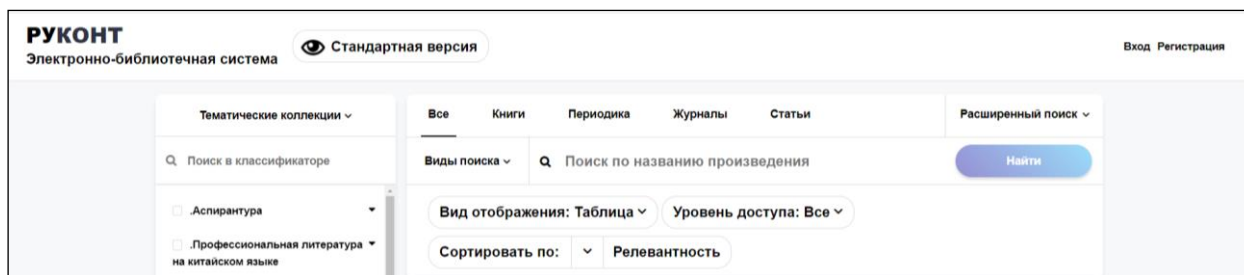 РУКОНТ
Электронно-библиотечная система
Стандартная версия
Вход Регистрация
Тематические коллекции
Все Книги Периодика Журналы Статьи
Расширенный поиск
Поиск в классификаторе
Виды поиска
Поиск по названию произведения
Найти
.Аспирантура
Вид отображения: Таблица
Уровень доступа: Все
.Профессиональная литература
на китайском языке
Сортировать по:
Релевантность